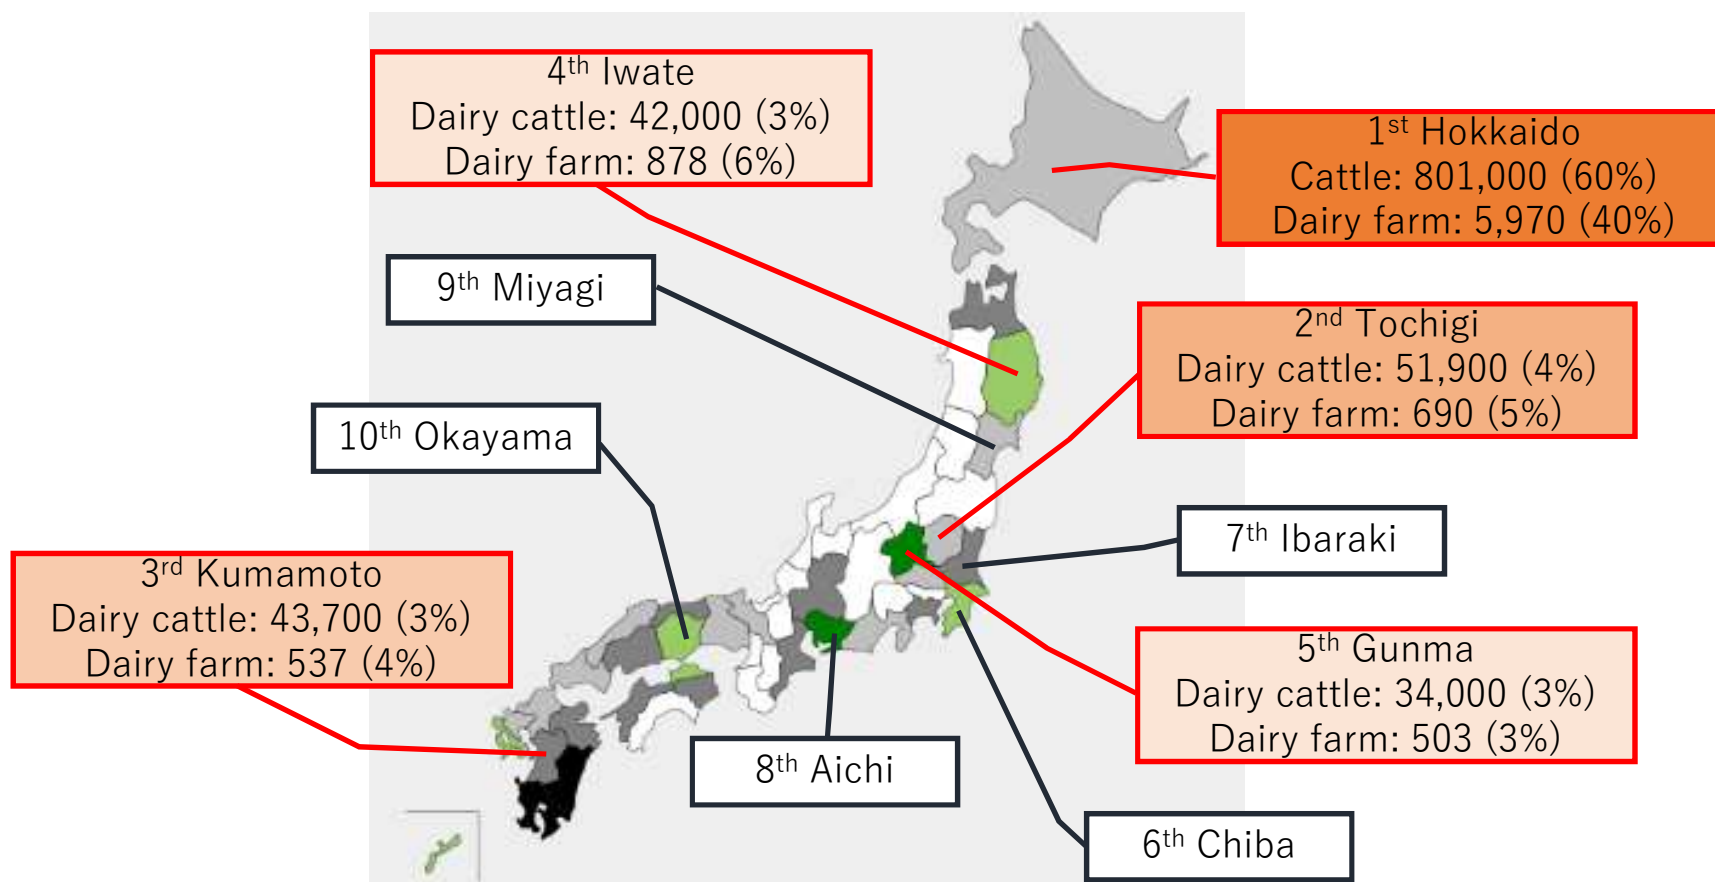 4th Iwate
Dairy cattle: 42,000 (3%)
Dairy farm: 878 (6%)
1st Hokkaido
Cattle: 801,000 (60%)
Dairy farm: 5,970 (40%)
9th Miyagi
2nd Tochigi
Dairy cattle: 51,900 (4%)
Dairy farm: 690 (5%)
10th Okayama
7th Ibaraki
3rd Kumamoto
Dairy cattle: 43,700 (3%)
Dairy farm: 537 (4%)
5th Gunma
Dairy cattle: 34,000 (3%)
Dairy farm: 503 (3%)
8th Aichi
6th Chiba